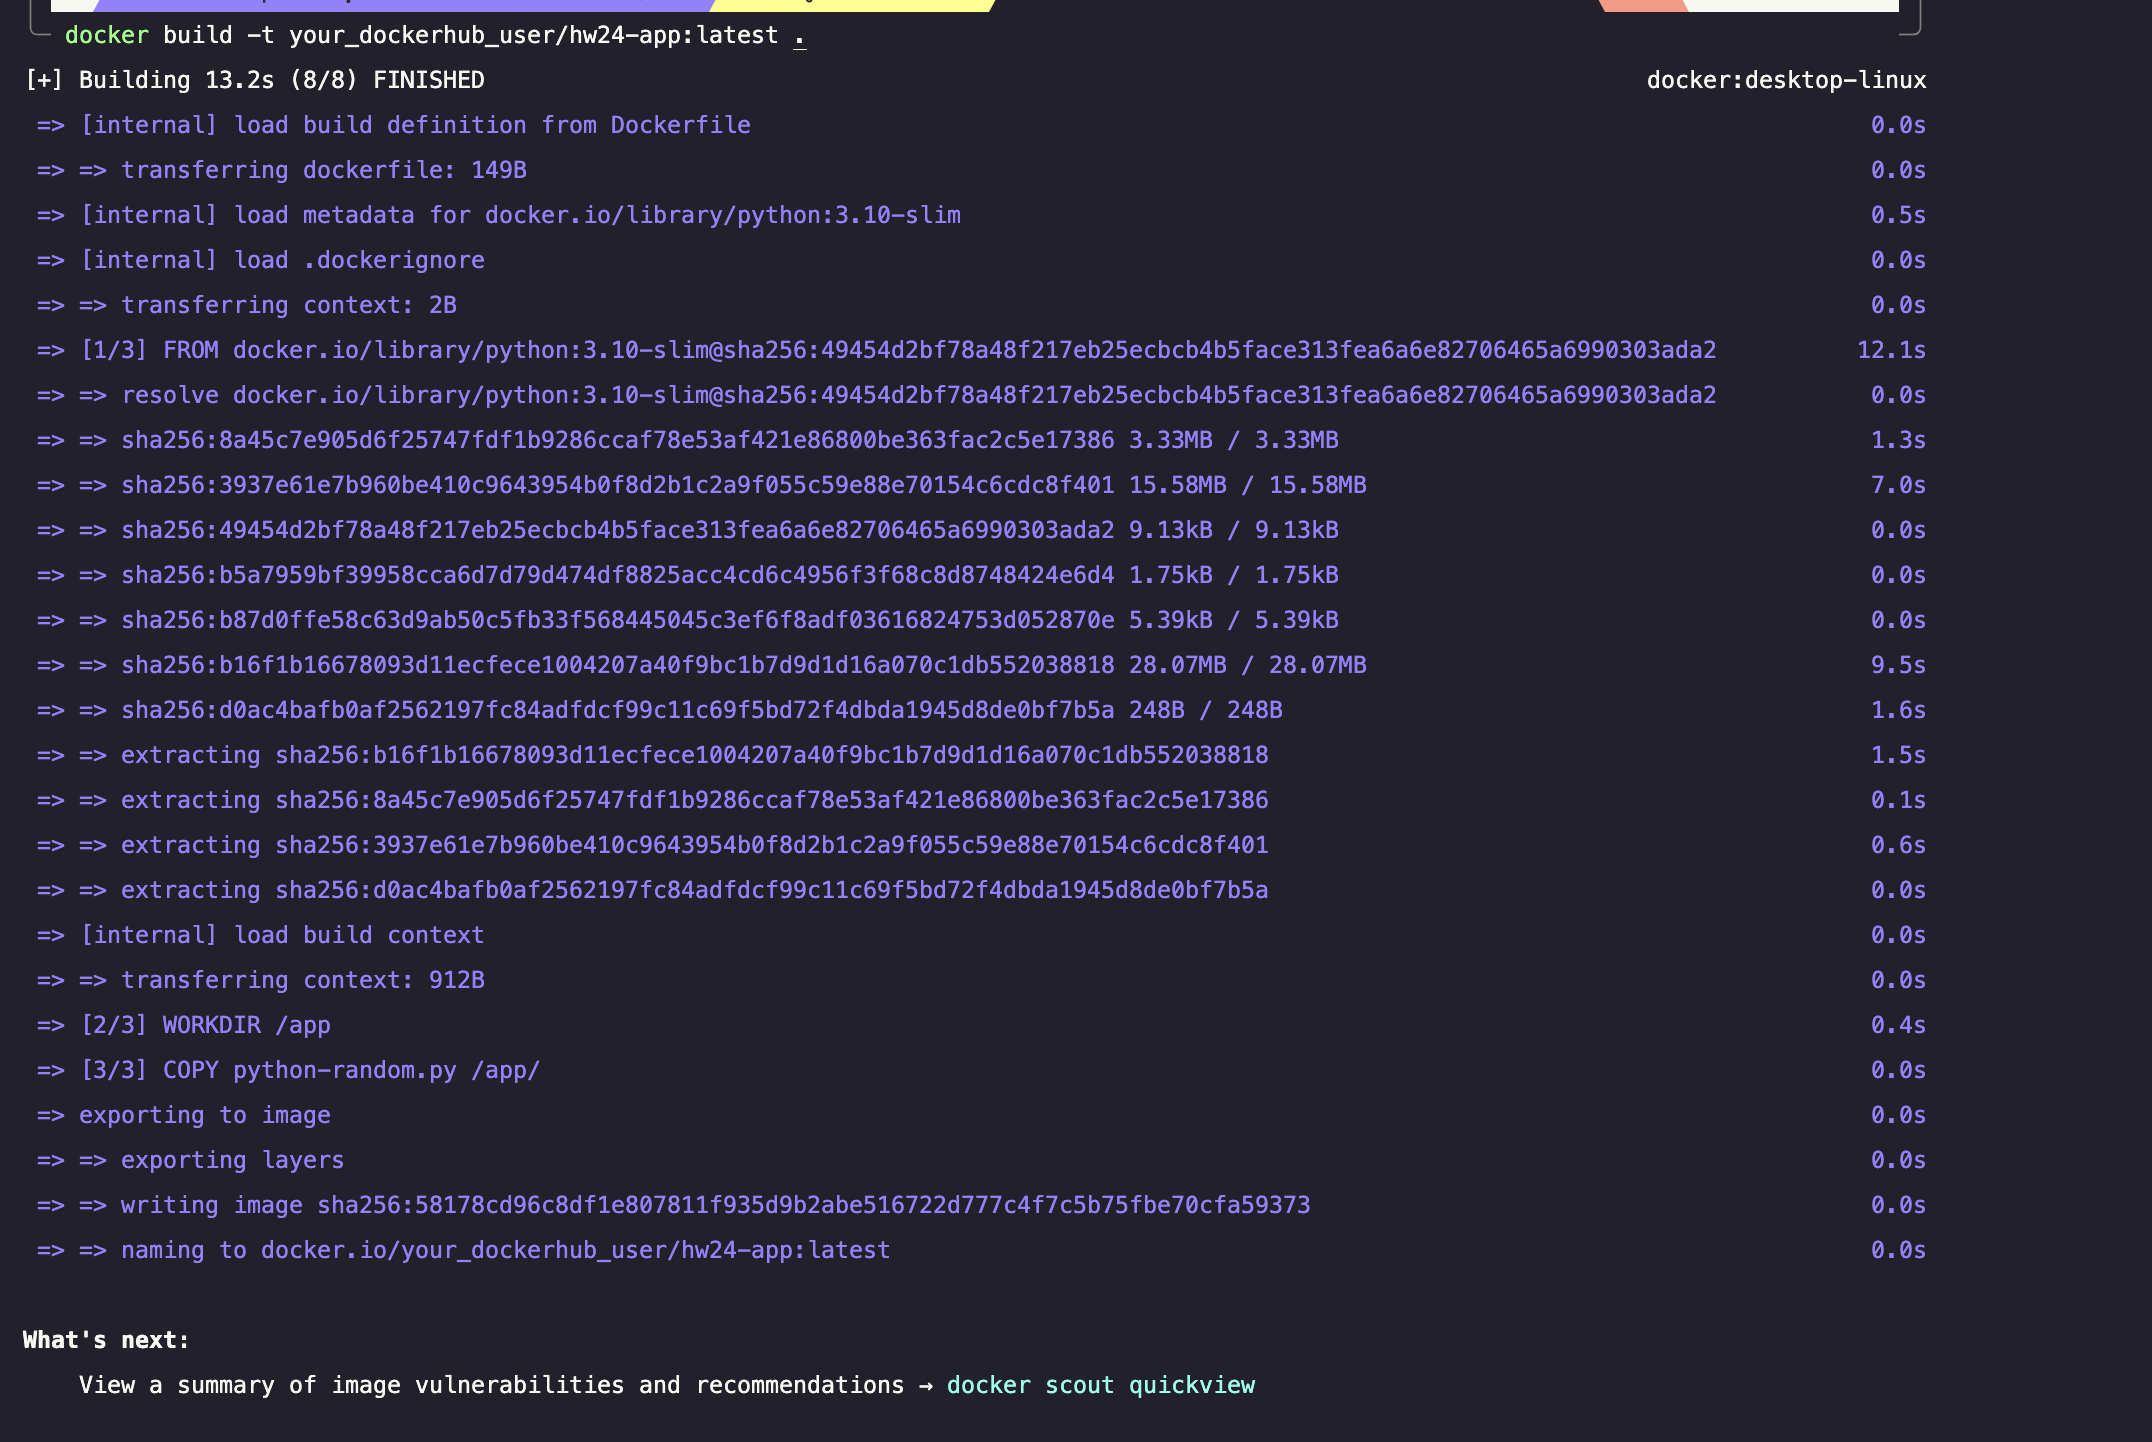 docker build -t your_dockerhub_user/hw24-app:latest .
[+] Building 13.2s (8/8) FINISHED docker:desktop-linux
=> [internal] load build definition from Dockerfile 0.0s
=> => transferring dockerfile: 149B 0.0s
=> [internal] load metadata for docker.io/library/python:3.10-slim 0.5s
=> [internal] load .dockerignore 0.0s
=> => transferring context: 2B 0.0s
=> [1/3] FROM docker.io/library/python:3.10-slim@sha256:49454d2bf78a48f217eb25ecbcb4b5face313fea6a6e82706465a6990303ada2 12.1s
=> => resolve docker.io/library/python:3.10-slim@sha256:49454d2bf78a48f217eb25ecbcb4b5face313fea6a6e82706465a6990303ada2 0.0s
=> => sha256:8a45c7e905d6f25747fdf1b9286ccaf78e53af421e86800be363fac2c5e17386 3.33MB / 3.33MB 1.3s
=> => sha256:3937e61e7b960be410c9643954b0f8d2b1c2a9f055c59e88e70154c6cdc8f401 15.58MB / 15.58MB 7.0s
=> => sha256:49454d2bf78a48f217eb25ecbcb4b5face313fea6a6e82706465a6990303ada2 9.13kB / 9.13kB 0.0s
=> => sha256:b5a7959bf39958cca6d7d79d474df8825acc4cd6c4956f3f68c8d8748424e6d4 1.75kB / 1.75kB 0.0s
=> => sha256:b87d0ffe58c63d9ab50c5fb33f568445045c3ef6f8adf03616824753d052870e 5.39kB / 5.39kB 0.0s
=> => sha256:b16f1b16678093d11ecfece1004207a40f9bc1b7d9d1d16a070c1db552038818 28.07MB / 28.07MB 9.5s
=> => sha256:d0ac4bafb0af2562197fc84adfdcf99c11c69f5bd72f4dbda1945d8de0bf7b5a 248B / 248B 1.6s
=> => extracting sha256:b16f1b16678093d11ecfece1004207a40f9bc1b7d9d1d16a070c1db552038818 1.5s
=> => extracting sha256:8a45c7e905d6f25747fdf1b9286ccaf78e53af421e86800be363fac2c5e17386 0.1s
=> => extracting sha256:3937e61e7b960be410c9643954b0f8d2b1c2a9f055c59e88e70154c6cdc8f401 0.6s
=> => extracting sha256:d0ac4bafb0af2562197fc84adfdcf99c11c69f5bd72f4dbda1945d8de0bf7b5a 0.0s
=> [internal] load build context 0.0s
=> => transferring context: 912B 0.0s
=> [2/3] WORKDIR /app 0.4s
=> [3/3] COPY python-random.py /app/ 0.0s
=> exporting to image 0.0s
=> => exporting layers 0.0s
=> => writing image sha256:58178cd96c8df1e807811f935d9b2abe516722d777c4f7c5b75fbe70cfa59373 0.0s
=> => naming to docker.io/your_dockerhub_user/hw24-app:latest 0.0s
What's next:
View a summary of image vulnerabilities and recommendations → docker scout quickview